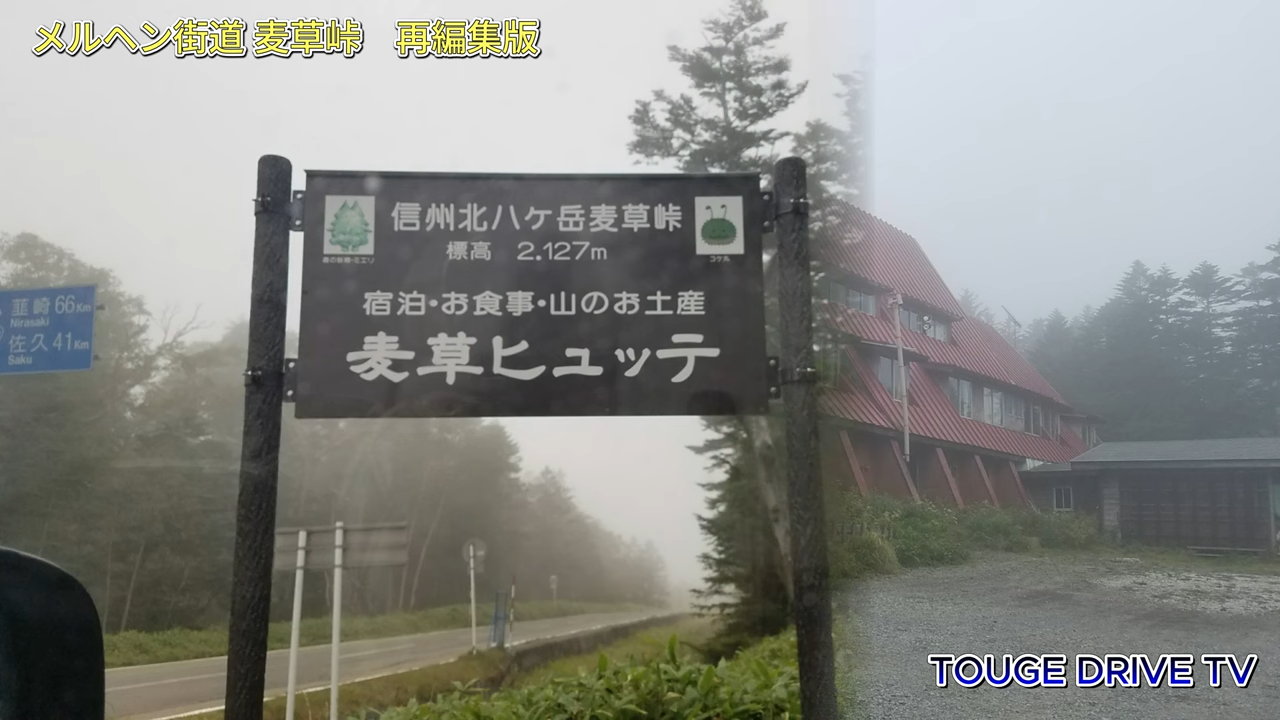 メルヘン街道 麦草峠　再編集版
信州北八ケ岳麦草峠
標高　2.127m
コケ丸
宿泊・お食事・山のお土産
麦草ヒュッテ
韮崎 66Km
Nirasaki
佐久 41Km
Saku
TOUGE DRIVE TV